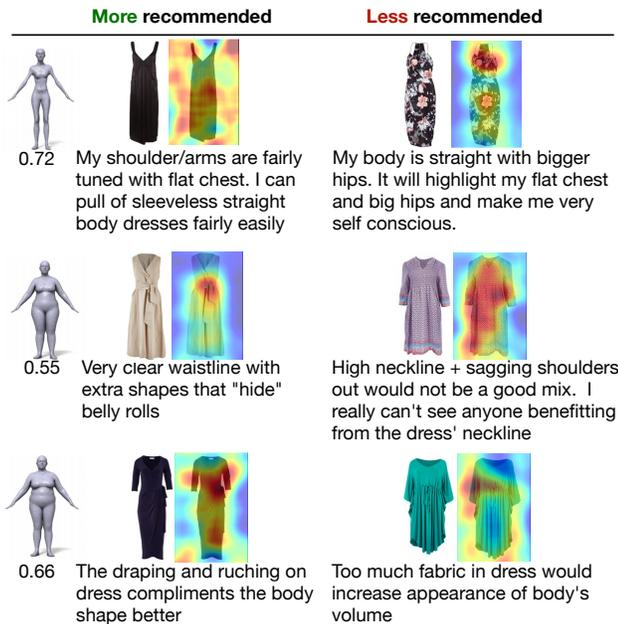 More recommended
Less recommended
0.72
My shoulder/arms are fairly
tuned with flat chest. I can
pull of sleeveless straight
body dresses fairly easily
My body is straight with bigger
hips. It will highlight my flat chest
and big hips and make me very
self conscious.
0.55
Very clear waistline with
extra shapes that "hide"
belly rolls
High neckline + sagging shoulders
out would not be a good mix. I
really can't see anyone benefitting
from the dress' neckline
0.66
The draping and ruching on
dress compliments the body
shape better
Too much fabric in dress would
increase appearance of body's
volume